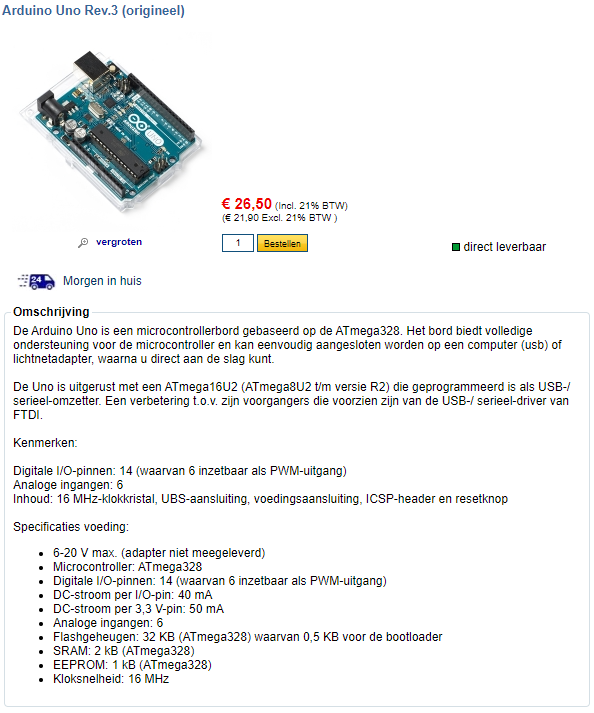 Arduino Uno Rev.3 (origineel)
ARDUINO
UNO
€ 26,50 (Incl. 21% BTW)
(€ 21,90 Excl. 21% BTW )
vergroten
1
Bestellen
direct leverbaar
24
Morgen in huis
Omschrijving
De Arduino Uno is een microcontrollerbord gebaseerd op de ATmega328. Het bord biedt volledige
ondersteuning voor de microcontroller en kan eenvoudig aangesloten worden op een computer (usb) of
lichtnetadapter, waarna u direct aan de slag kunt.
De Uno is uitgerust met een ATmega16U2 (ATmega8U2 t/m versie R2) die geprogrammeerd is als USB-/
serieel-omzetter. Een verbetering t.o.v. zijn voorgangers die voorzien zijn van de USB-/ serieel-driver van
FTDI.
Kenmerken:
Digitale I/O-pinnen: 14 (waarvan 6 inzetbaar als PWM-uitgang)
Analoge ingangen: 6
Inhoud: 16 MHz-klokkristal, UBS-aansluiting, voedingsaansluiting, ICSP-header en resetknop
Specificaties voeding:
• 6-20 V max. (adapter niet meegeleverd)
• Microcontroller: ATmega328
• Digitale I/O-pinnen: 14 (waarvan 6 inzetbaar als PWM-uitgang)
• DC-stroom per I/O-pin: 40 mA
• DC-stroom per 3,3 V-pin: 50 mA
• Analoge ingangen: 6
• Flashgeheugen: 32 KB (ATmega328) waarvan 0,5 KB voor de bootloader
• SRAM: 2 kB (ATmega328)
• EEPROM: 1 kB (ATmega328)
• Kloksnelheid: 16 MHz